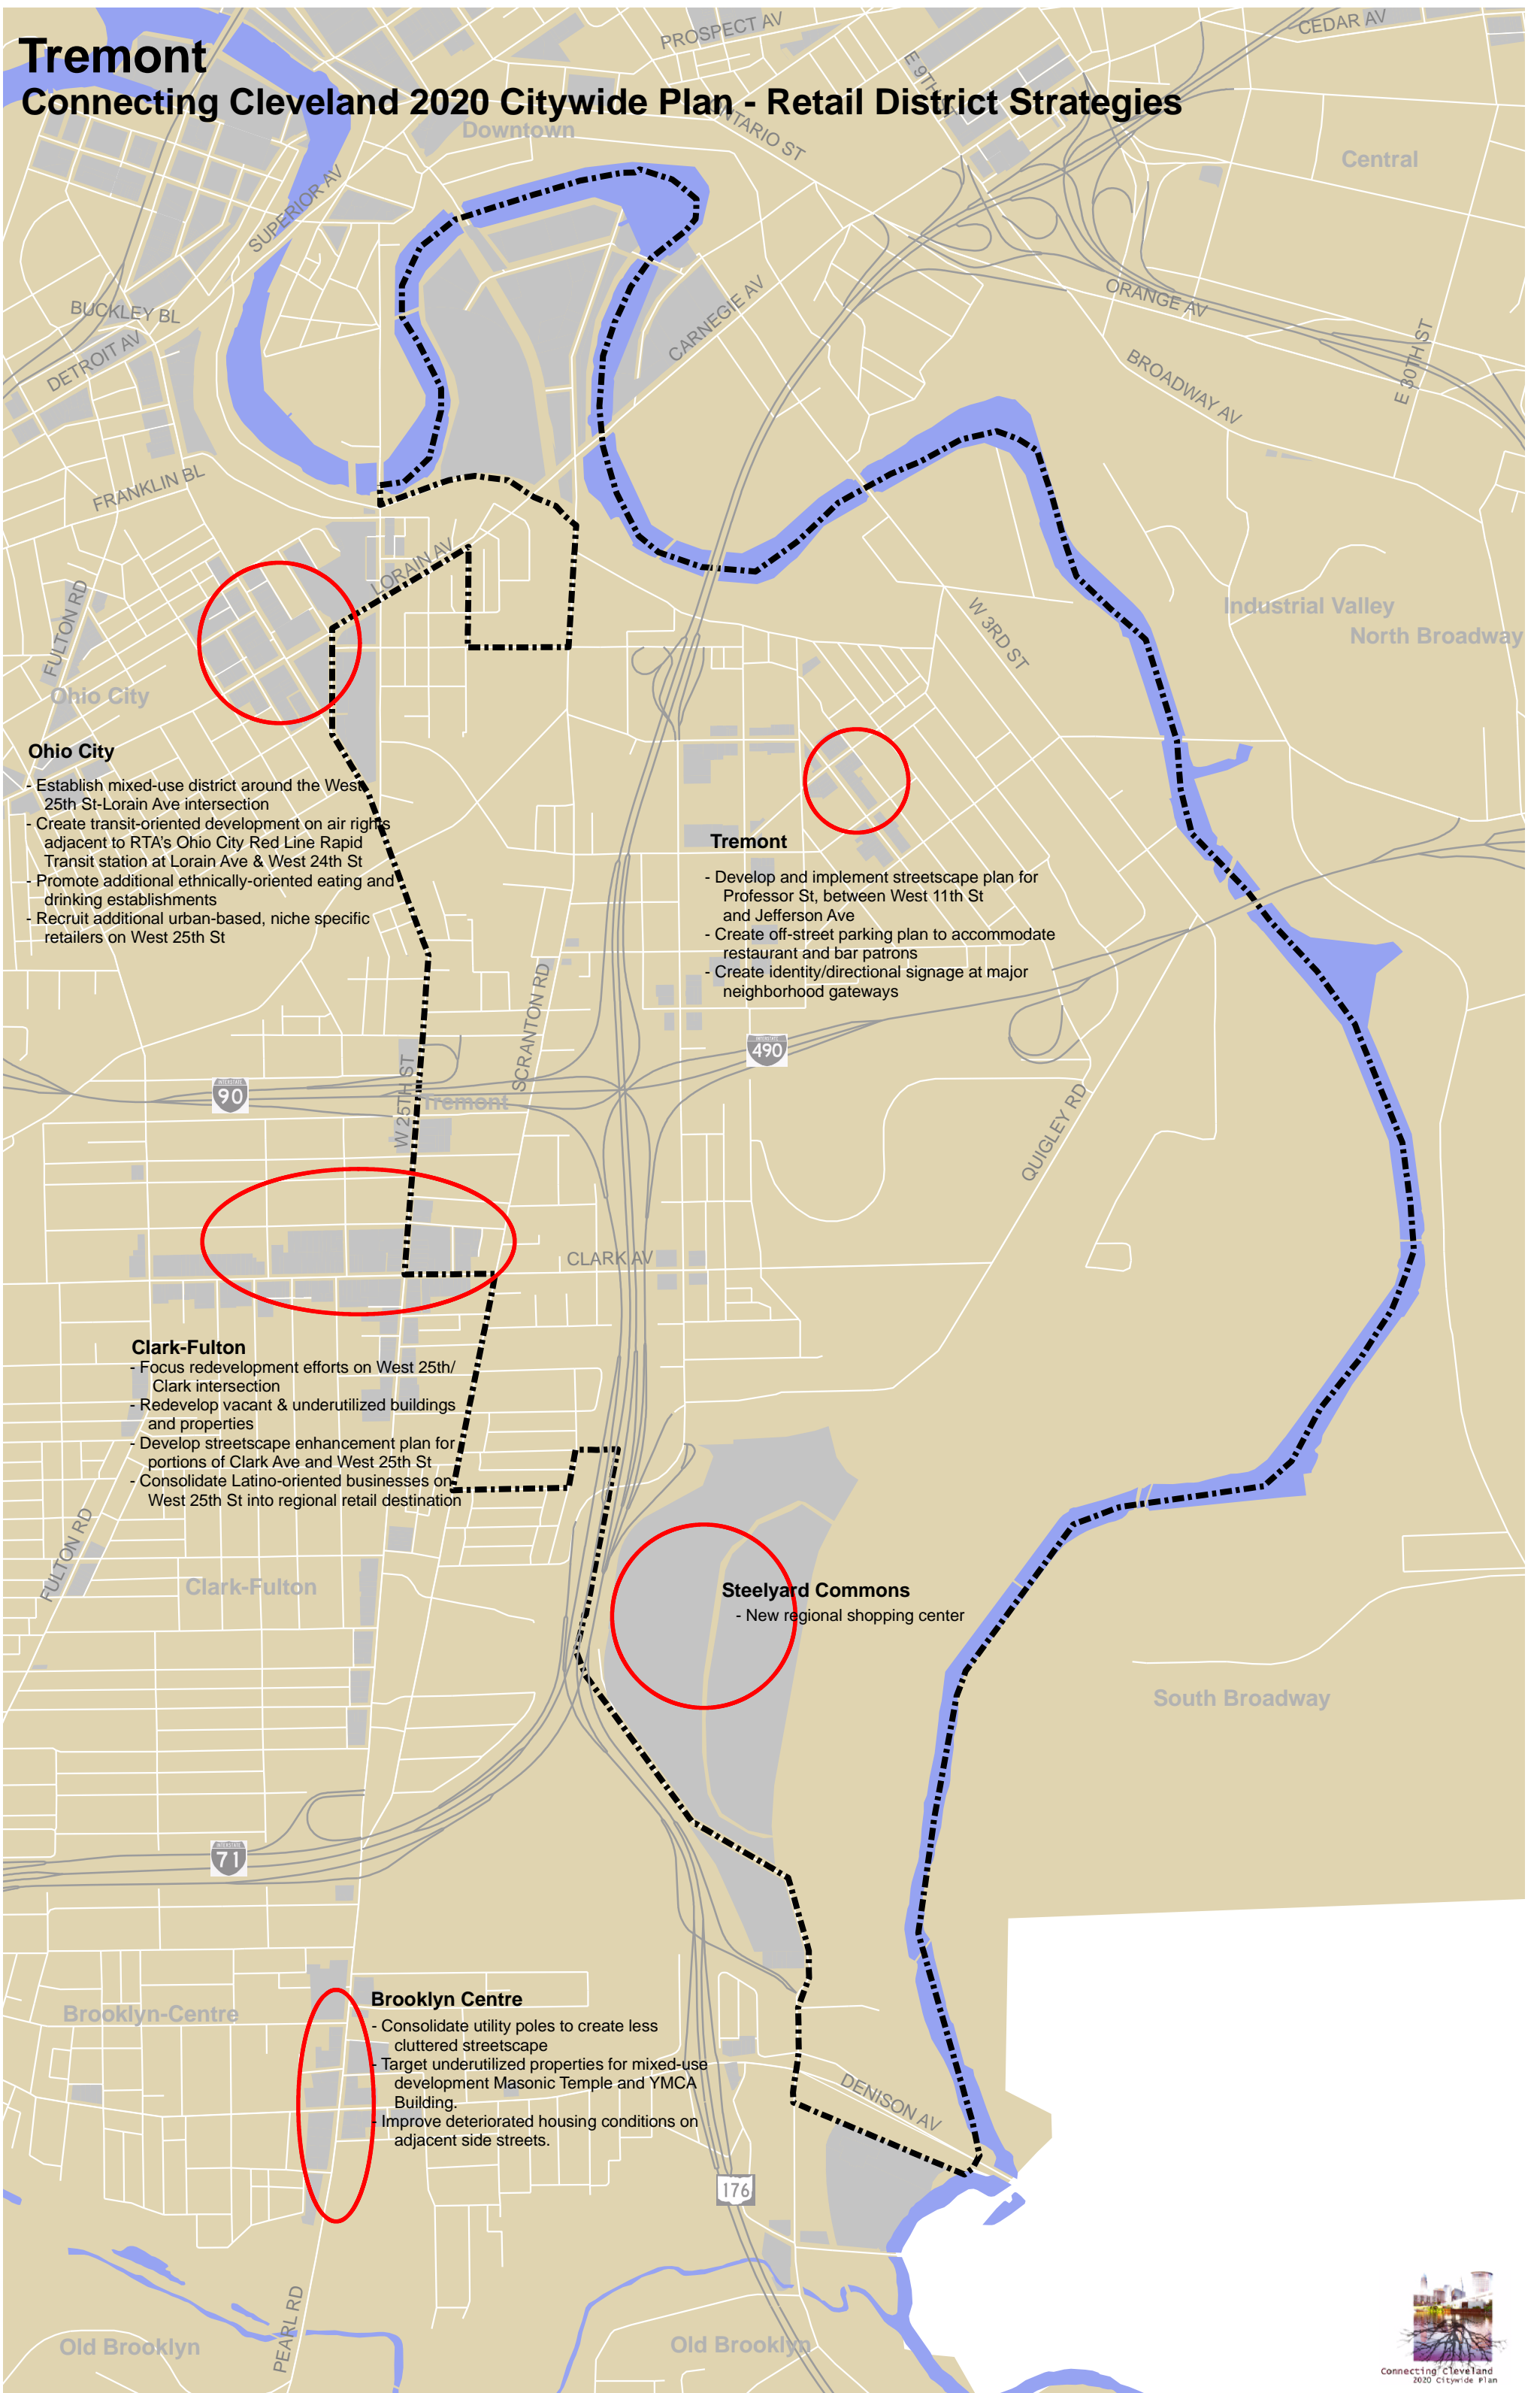 Tremont
Connecting Cleveland 2020 Citywide Plan - Retail District Strategies
PROSPECT AV
CEDAR AV
E 9TH ST
ONTARIO ST
Downtown
Central
SUPERIOR AV
BUCKLEY BL
DETROIT AV
CARNEGIE AV
ORANGE AV
BROADWAY AV
E 30TH ST
FRANKLIN BL
LORAIN AV
FULTON RD
W 3RD ST
Industrial Valley
North Broadway
Ohio City
Ohio City
- Establish mixed-use district around the West
25th St-Lorain Ave intersection
- Create transit-oriented development on air rights
adjacent to RTA's Ohio City Red Line Rapid
Transit station at Lorain Ave & West 24th St
- Promote additional ethnically-oriented eating and
drinking establishments
- Recruit additional urban-based, niche specific
retailers on West 25th St
Tremont
- Develop and implement streetscape plan for
Professor St, between West 11th St
and Jefferson Ave
- Create off-street parking plan to accommodate
restaurant and bar patrons
- Create identity/directional signage at major
neighborhood gateways
SCRANTON RD
INTERSTATE
490
INTERSTATE
90
W 25TH ST
Tremont
QUIGLEY RD
CLARK AV
Clark-Fulton
- Focus redevelopment efforts on West 25th/
Clark intersection
- Redevelop vacant & underutilized buildings
and properties
- Develop streetscape enhancement plan for
portions of Clark Ave and West 25th St
- Consolidate Latino-oriented businesses on
West 25th St into regional retail destination
FULTON RD
Clark-Fulton
Steelyard Commons
- New regional shopping center
South Broadway
INTERSTATE
71
Brooklyn-Centre
Brooklyn Centre
- Consolidate utility poles to create less
cluttered streetscape
- Target underutilized properties for mixed-use
development Masonic Temple and YMCA
Building.
- Improve deteriorated housing conditions on
adjacent side streets.
DENISON AV
176
PEARL RD
Old Brooklyn
Old Brooklyn
Connecting Cleveland
2020 Citywide Plan